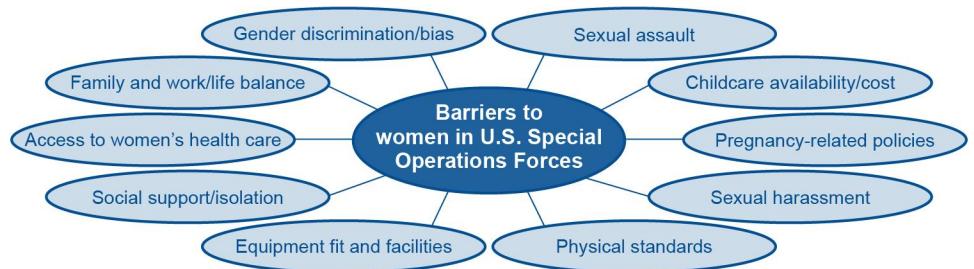 Gender discrimination/bias
Sexual assault
Family and work/life balance
Childcare availability/cost
Barriers to
women in U.S. Special
Operations Forces
Access to women's health care
Pregnancy-related policies
Social support/isolation
Sexual harassment
Equipment fit and facilities
Physical standards